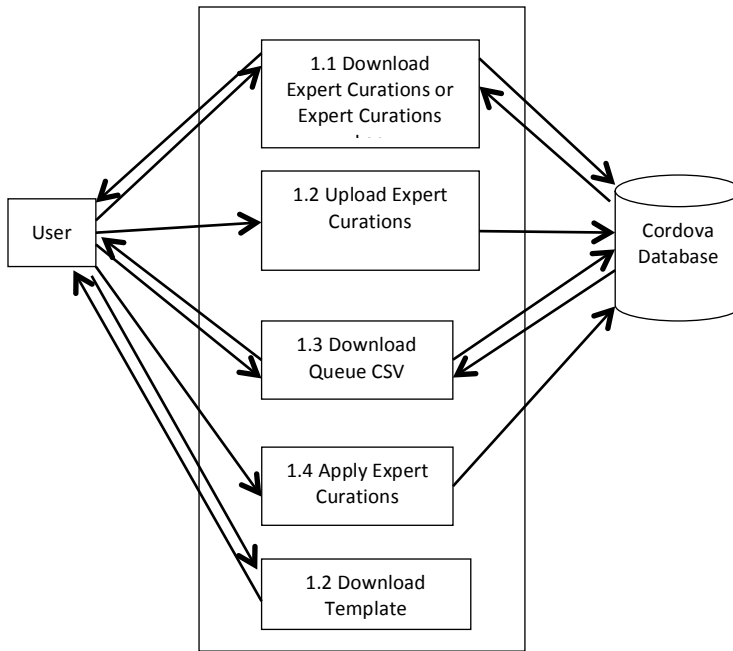 1.1 Download
Expert Curations or
Expert Curations
User
1.2 Upload Expert
Curations
Cordova
Database
1.3 Download
Queue CSV
1.4 Apply Expert
Curations
1.2 Download
Template